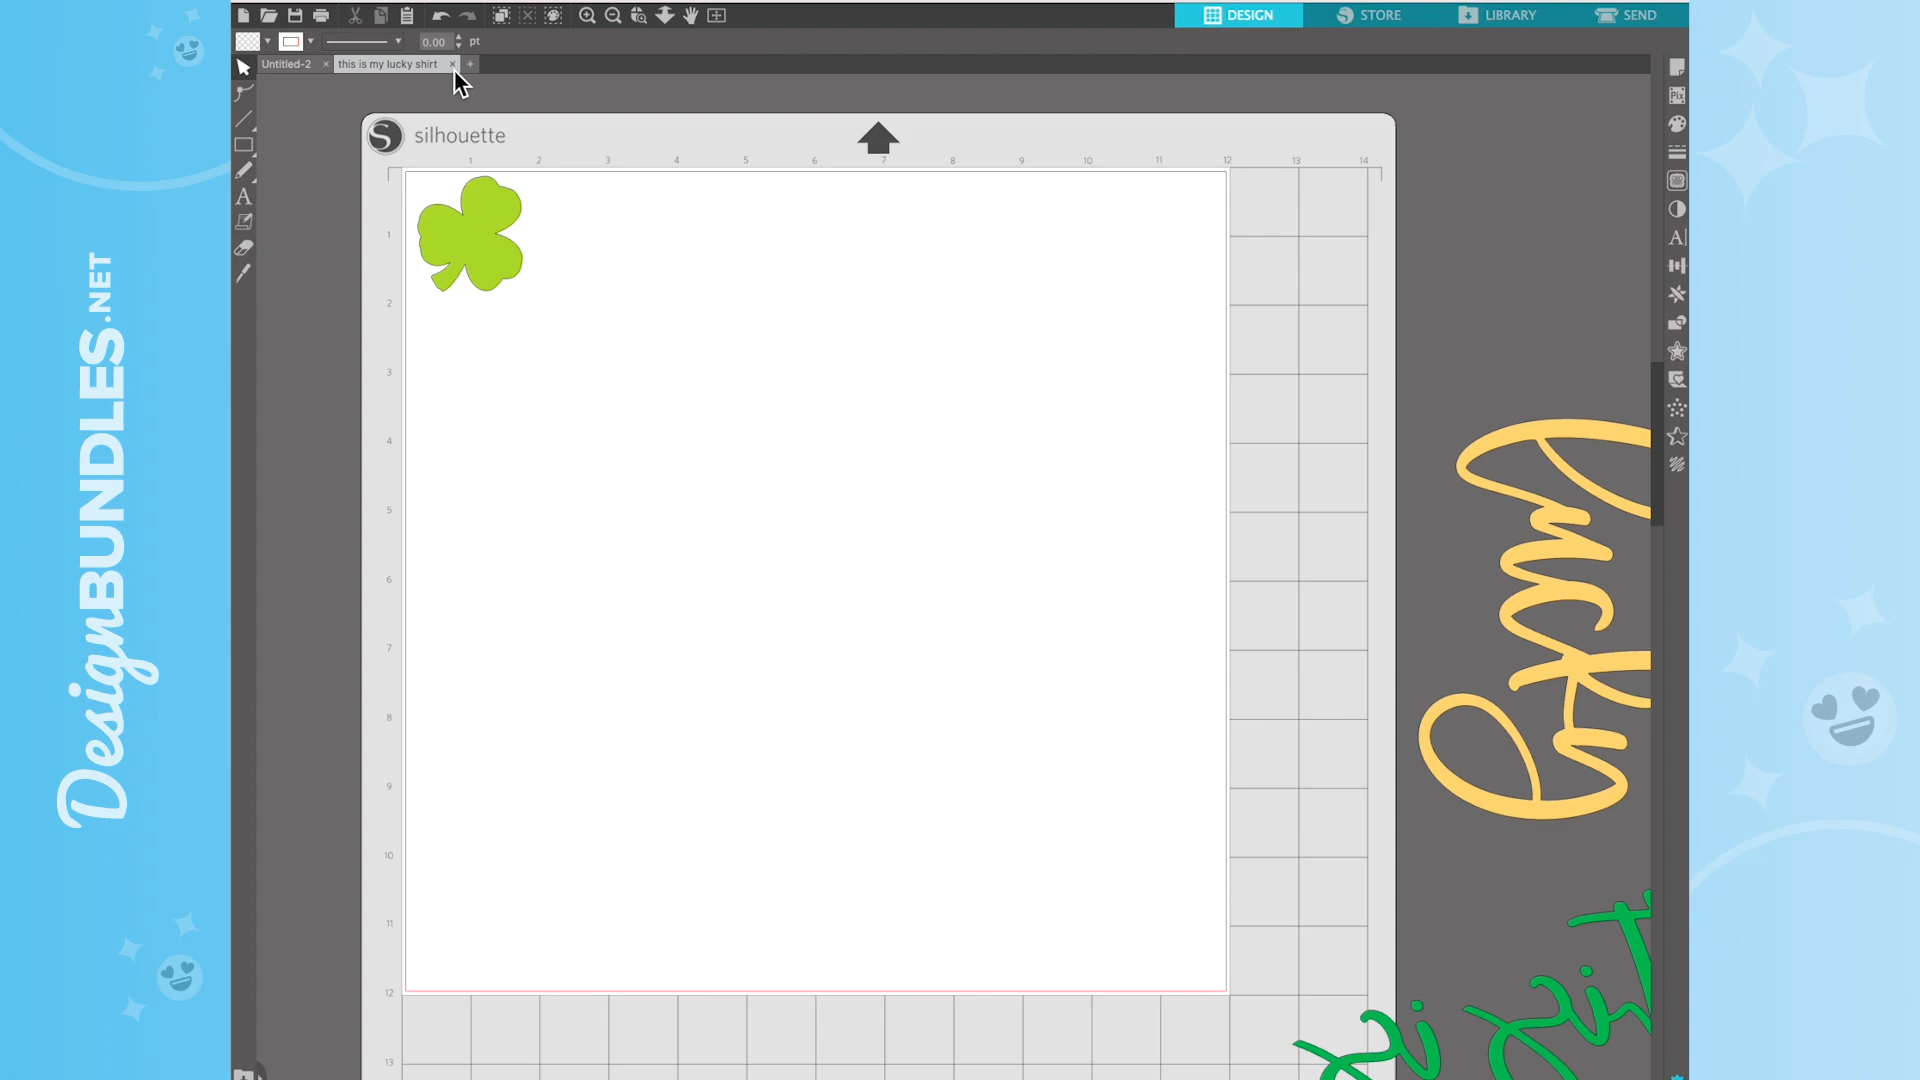 DESIGN
STORE
LIBRARY
SEND
0.00 pt
Untitled-2 × this is my lucky shirt × +
silhouette
1 2 3 4 5 6 7 8 9 10 11 12 13 14
1
2
3
4
5
6
7
8
9
10
11
12
13
Pix
lucky
DesignBUNDLES.NET